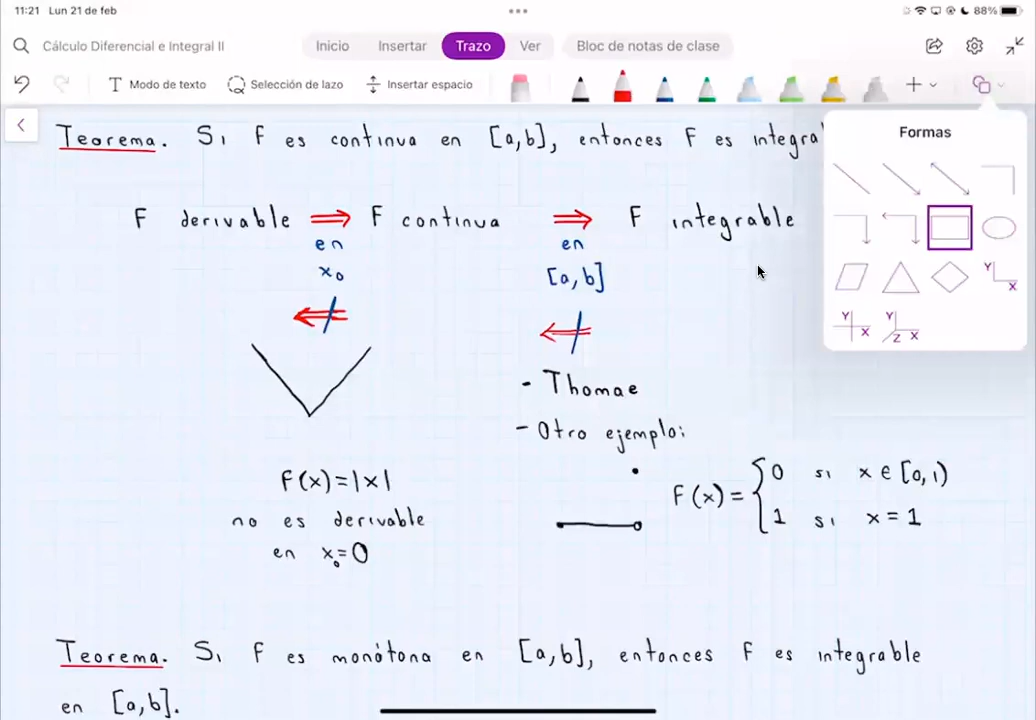 11:21 Lun 21 de feb
88%
Cálculo Diferencial e Integral II
Inicio Insertar Trazo Ver Bloc de notas de clase
Modo de texto Selección de lazo Insertar espacio
Formas
Teorema. Si F es continua en [a,b], entonces F es integra
F derivable ⇒ F continua ⇒ F integrable
en en
x₀ [a,b]
- Thomae
- Otro ejemplo:
F(x)=|x|
no es derivable
en x₀=0
F(x)= { 0 si x ∈ [0,1)
1 si x=1
Y X
Y X
Y Z X
Teorema. Si F es monótona en [a,b], entonces F es integrable
en [a,b].